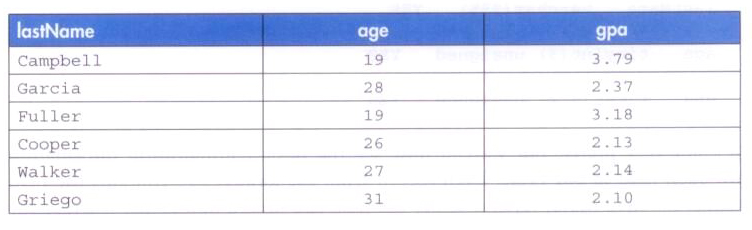 lastName age gpa
Campbell 19 3.79
Garcia 28 2.37
Fuller 19 3.18
Cooper 26 2.13
Walker 27 2.14
Griego 31 2.10